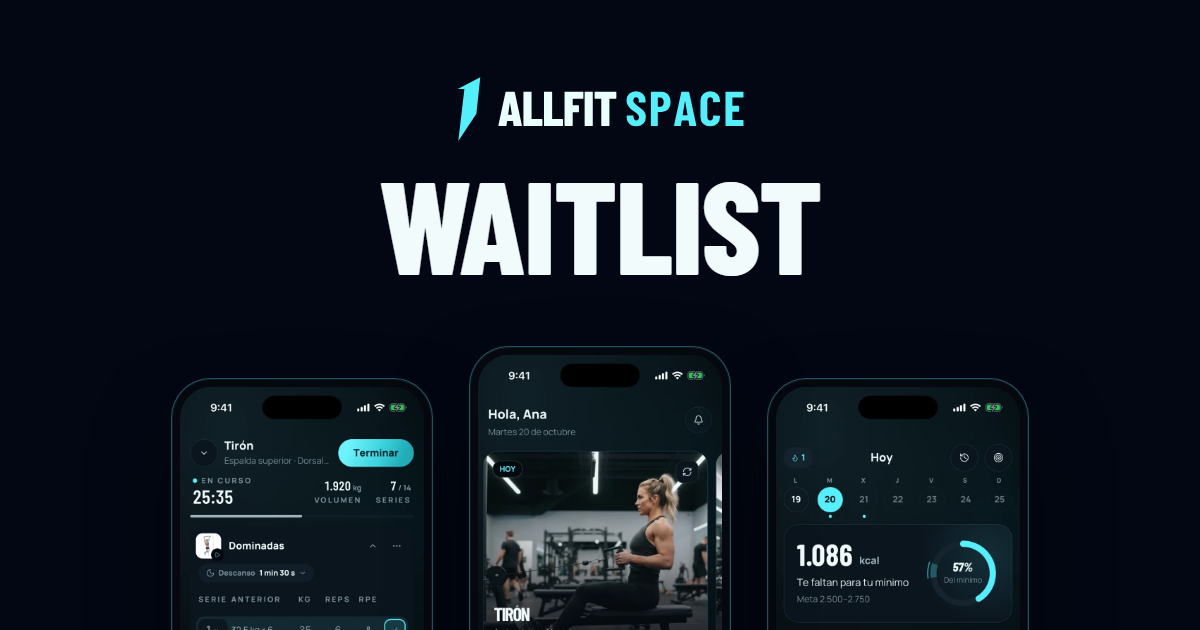 ALLFIT SPACE
WAITLIST
9:41
Tirón
Espalda superior · Dorsal...
Terminar
EN CURSO
25:35
1.920 kg
VOLUMEN
7 / 14
SERIES
Dominadas
Descanso 1 min 30 s
SERIE ANTERIOR KG REPS RPE
9:41
Hola, Ana
Martes 20 de octubre
HOY
TIRÓN
9:41
1
Hoy
L M X J V S D
19 20 21 22 23 24 25
1.086 kcal
Te faltan para tu mínimo
Meta 2.500–2.750
57%
Del mínimo